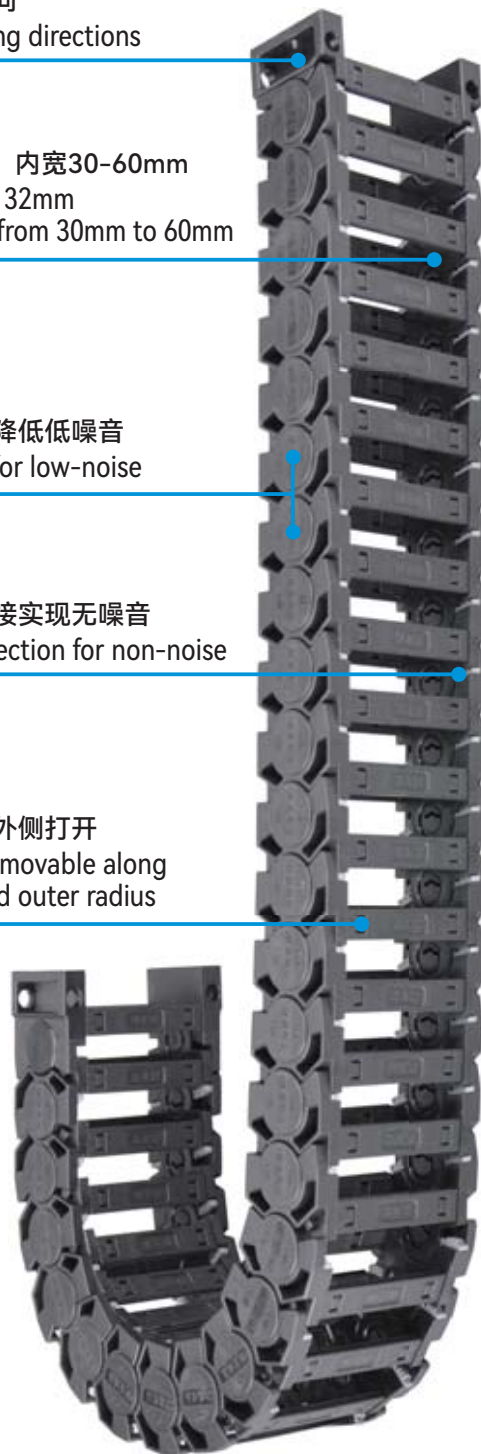 ng directions
内宽30-60mm
32mm
from 30mm to 60mm
降低低噪音
for low-noise
接实现无噪音
ection for non-noise
外侧打开
movable along
d outer radius